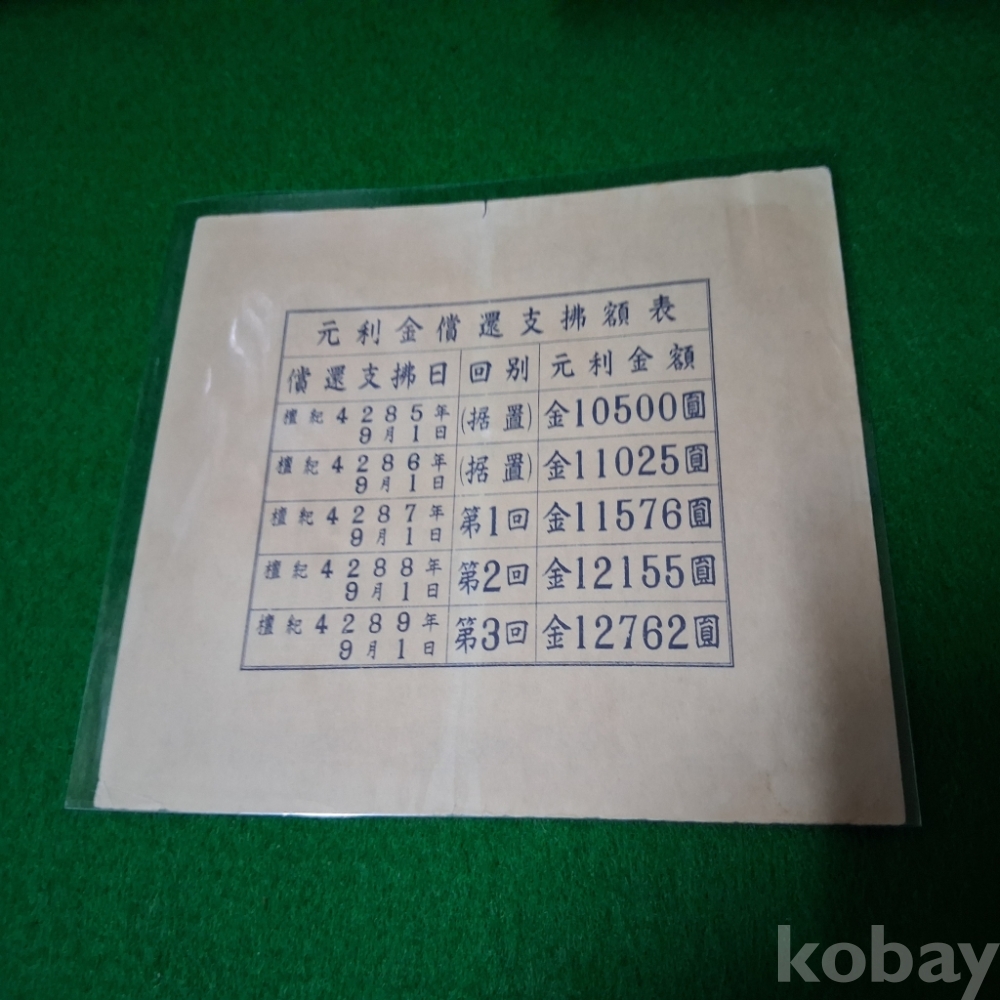 元利金償還支拂額表
償還支拂日 回別 元利金額
檀紀4285年9月1日 (据置) 金10500圓
檀紀4286年9月1日 (据置) 金11025圓
檀紀4287年9月1日 第1回 金11576圓
檀紀4288年9月1日 第2回 金12155圓
檀紀4289年9月1日 第3回 金12762圓
kobay